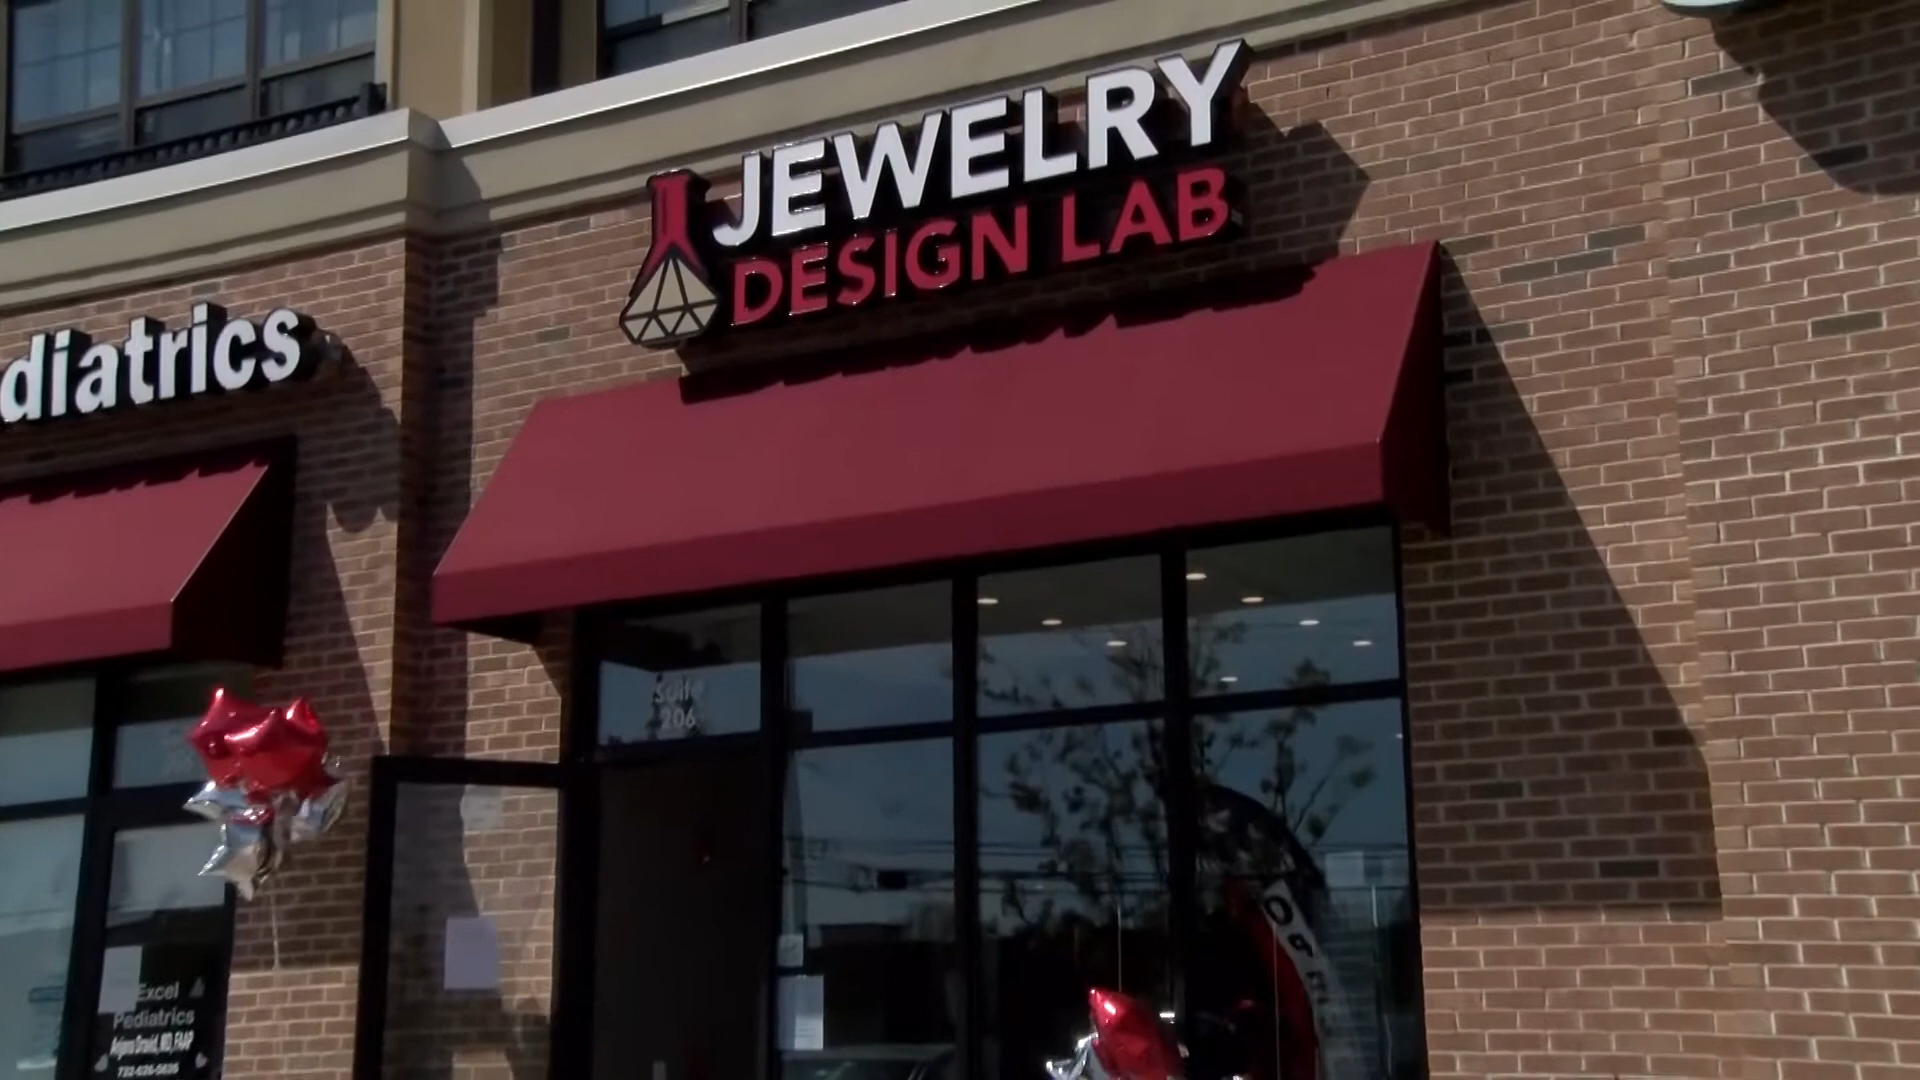 JEWELRY
DESIGN LAB
diatrics
Suite
206
Excel
Pediatrics